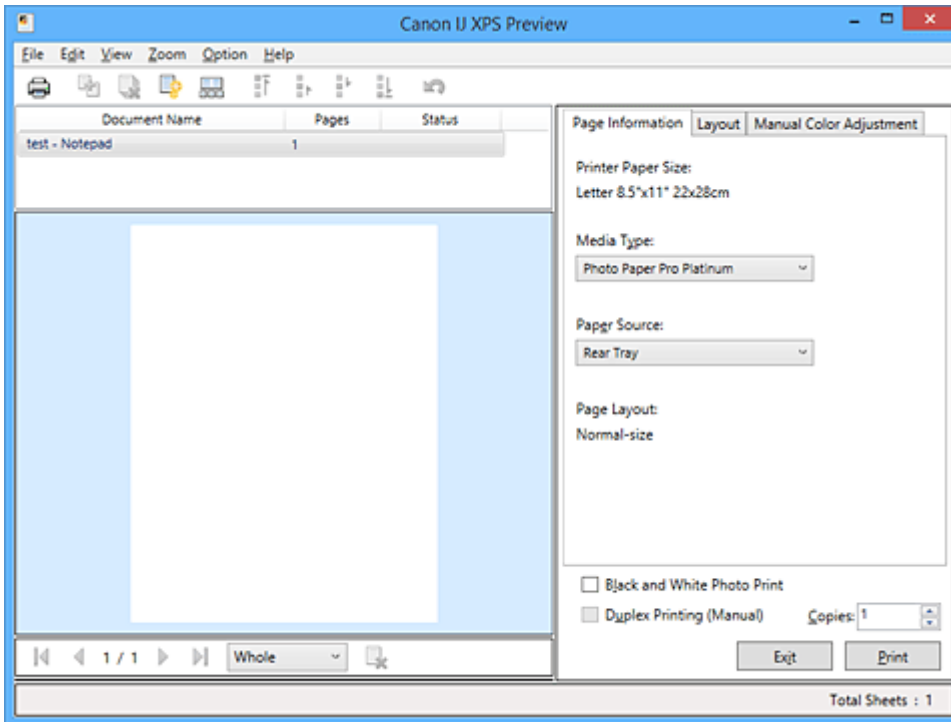 Canon IJ XPS Preview
File Edit View Zoom Option Help
Document Name Pages Status
test - Notepad 1
Page Information Layout Manual Color Adjustment
Printer Paper Size:
Letter 8.5"x11" 22x28cm
Media Type:
Photo Paper Pro Platinum
Paper Source:
Rear Tray
Page Layout:
Normal-size
Black and White Photo Print
Duplex Printing (Manual) Copies: 1
1 / 1 Whole
Exit Print
Total Sheets : 1